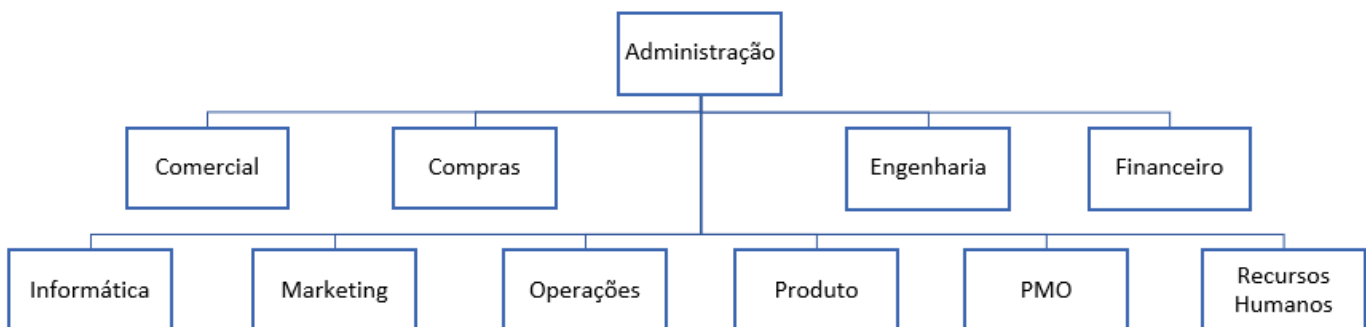 Administração
Comercial
Compras
Engenharia
Financeiro
Informática
Marketing
Operações
Produto
PMO
Recursos
Humanos